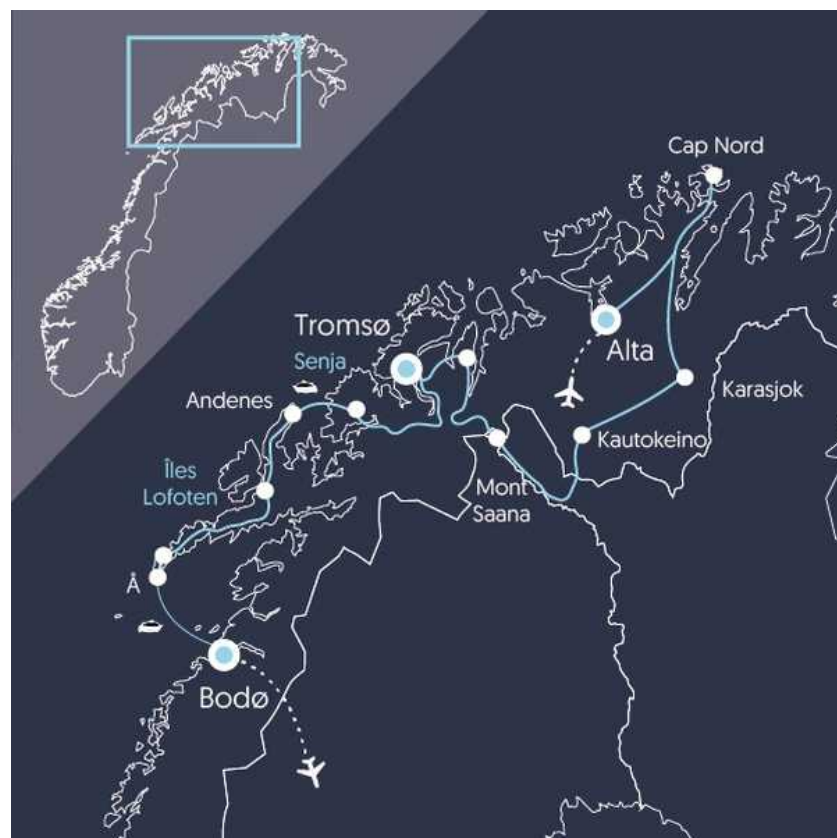 Cap Nord
Tromsø
Senja
Alta
Andenes
Karasjok
Kautokeino
Îles
Lofoten
Mont
Saana
Å
Bodø